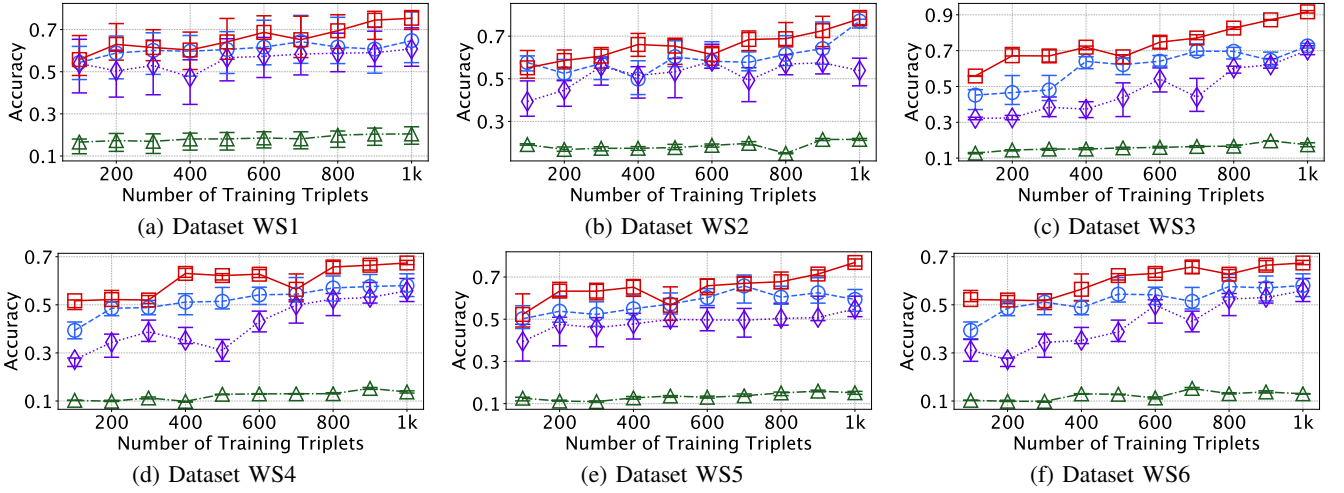 0.7
0.5
0.3
0.1
Accuracy
200 400 600 800 1k
Number of Training Triplets
(a) Dataset WS1
0.7
0.5
0.3
Accuracy
200 400 600 800 1k
Number of Training Triplets
(b) Dataset WS2
0.9
0.7
0.5
0.3
0.1
Accuracy
200 400 600 800 1k
Number of Training Triplets
(c) Dataset WS3
0.7
0.5
0.3
0.1
Accuracy
200 400 600 800 1k
Number of Training Triplets
(d) Dataset WS4
0.7
0.5
0.3
0.1
Accuracy
200 400 600 800 1k
Number of Training Triplets
(e) Dataset WS5
0.7
0.5
0.3
0.1
Accuracy
200 400 600 800 1k
Number of Training Triplets
(f) Dataset WS6